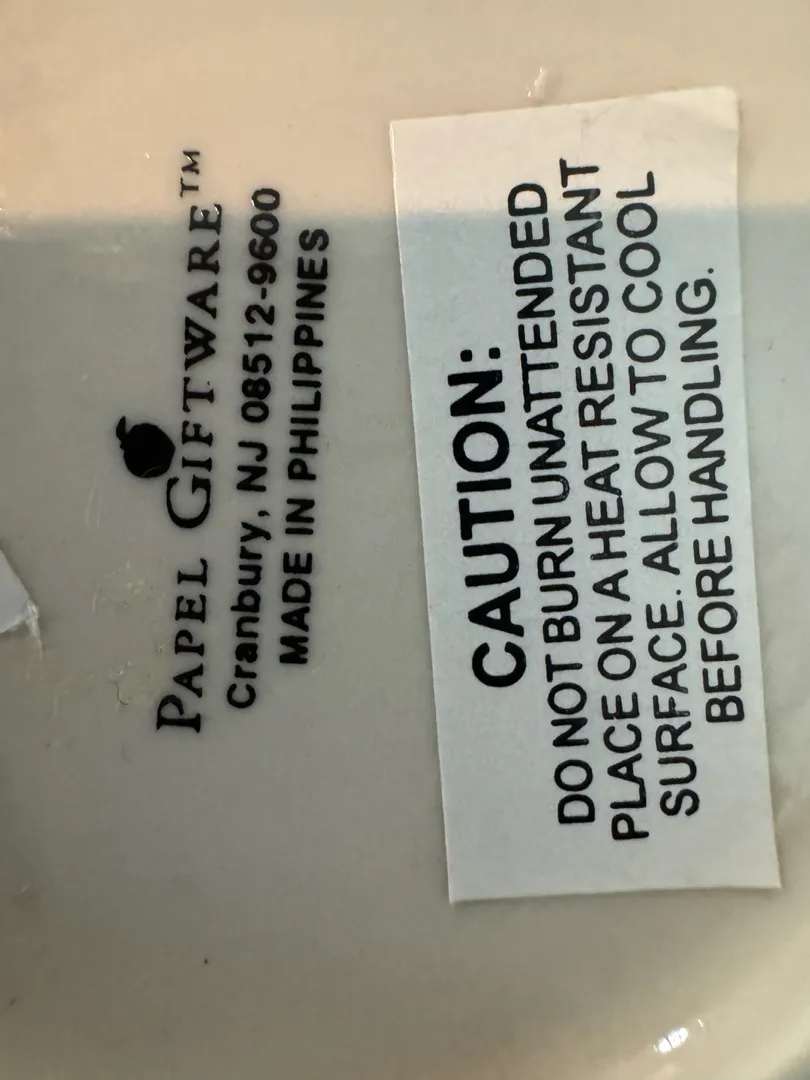 PAPEL GIFTWARE™
Cranbury, NJ 08512-9600
MADE IN PHILIPPINES
CAUTION:
DO NOT BURN UNATTENDED
PLACE ON A HEAT RESISTANT
SURFACE. ALLOW TO COOL
BEFORE HANDLING.